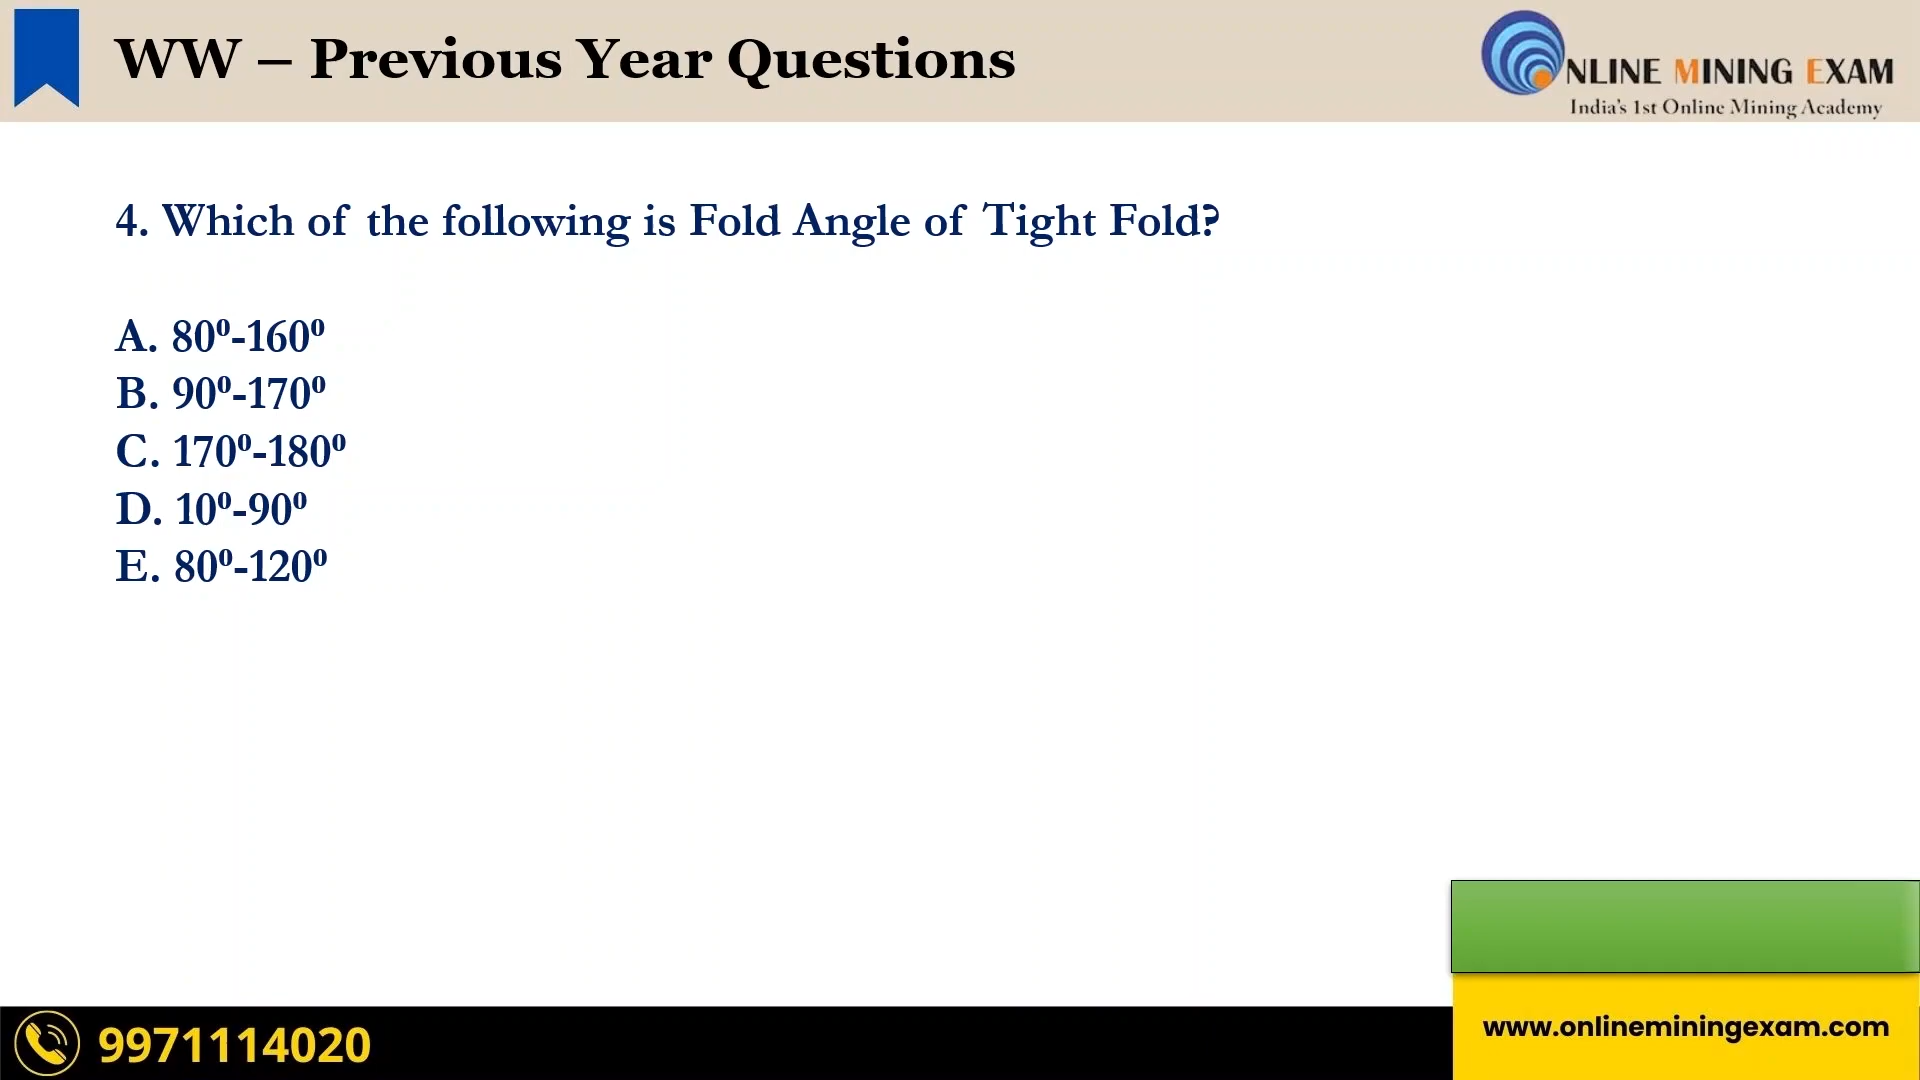 WW – Previous Year Questions
NLINE MINING EXAM
India's 1st Online Mining Academy
4. Which of the following is Fold Angle of Tight Fold?
A. 80⁰-160⁰
B. 90⁰-170⁰
C. 170⁰-180⁰
D. 10⁰-90⁰
E. 80⁰-120⁰
9971114020
www.onlineminingexam.com